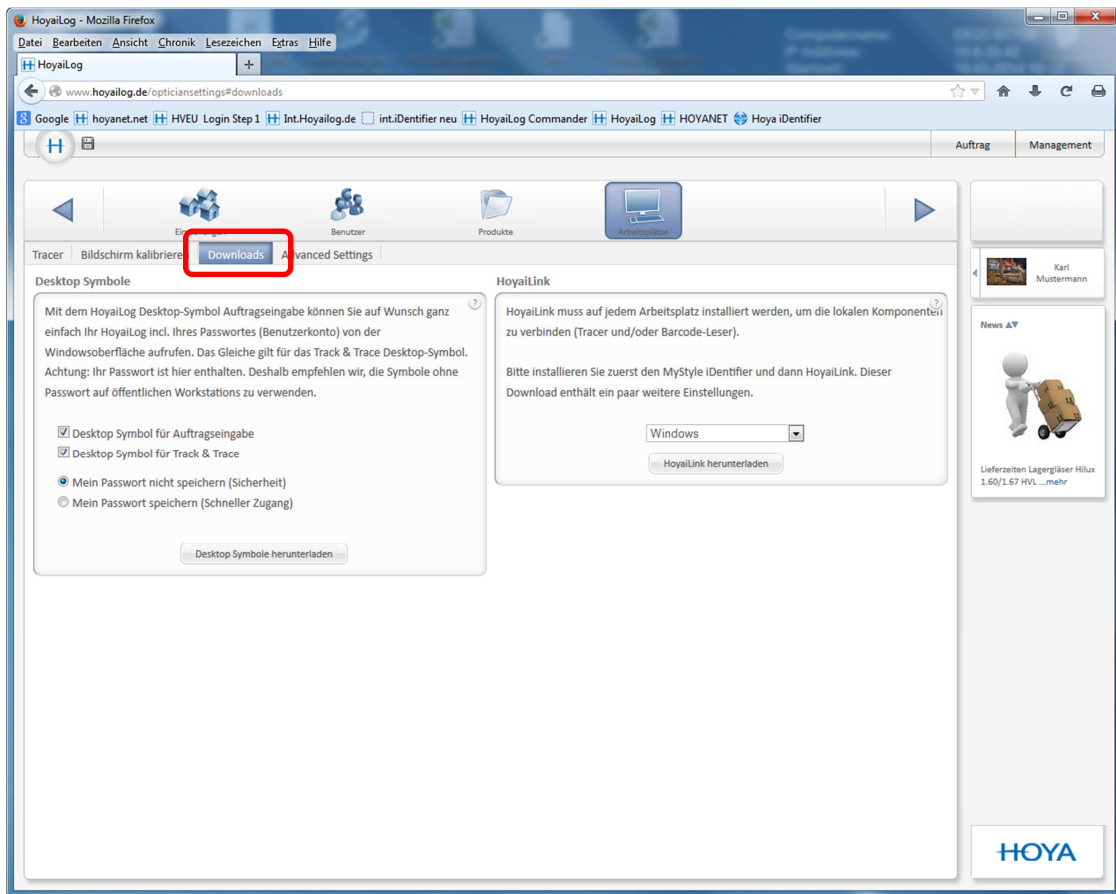 HoyaiLog - Mozilla Firefox
Datei Bearbeiten Ansicht Chronik Lesezeichen Extras Hilfe
HoyaiLog +
www.hoyailog.de/opticiansettings#downloads
Google hoyanet.net HVEU Login Step 1 Int.Hoyailog.de int.iDentifier neu HoyaiLog Commander HoyaiLog HOYANET Hoya iDentifier
H Auftrag Management
Benutzer Produkte Arbeitsplätze
Tracer Bildschirm kalibrieren Downloads Advanced Settings
Desktop Symbole
Mit dem HoyaiLog Desktop-Symbol Auftragseingabe können Sie auf Wunsch ganz
einfach Ihr HoyaiLog incl. Ihres Passwortes (Benutzerkonto) von der
Windowsoberfläche aufrufen. Das Gleiche gilt für das Track & Trace Desktop-Symbol.
Achtung: Ihr Passwort ist hier enthalten. Deshalb empfehlen wir, die Symbole ohne
Passwort auf öffentlichen Workstations zu verwenden.
Desktop Symbol für Auftragseingabe
Desktop Symbol für Track & Trace
Mein Passwort nicht speichern (Sicherheit)
Mein Passwort speichern (Schneller Zugang)
Desktop Symbole herunterladen
HoyaiLink
HoyaiLink muss auf jedem Arbeitsplatz installiert werden, um die lokalen Komponenten
zu verbinden (Tracer und/oder Barcode-Leser).
Bitte installieren Sie zuerst den MyStyle iDentifier und dann HoyaiLink. Dieser
Download enthält ein paar weitere Einstellungen.
Windows
HoyaiLink herunterladen
Karl
Mustermann
News
Lieferzeiten Lagergläser Hilux
1.60/1.67 HVL ...mehr
HOYA